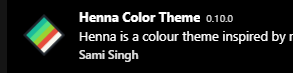 Henna Color Theme 0.10.0
Henna is a colour theme inspired by
Sami Singh